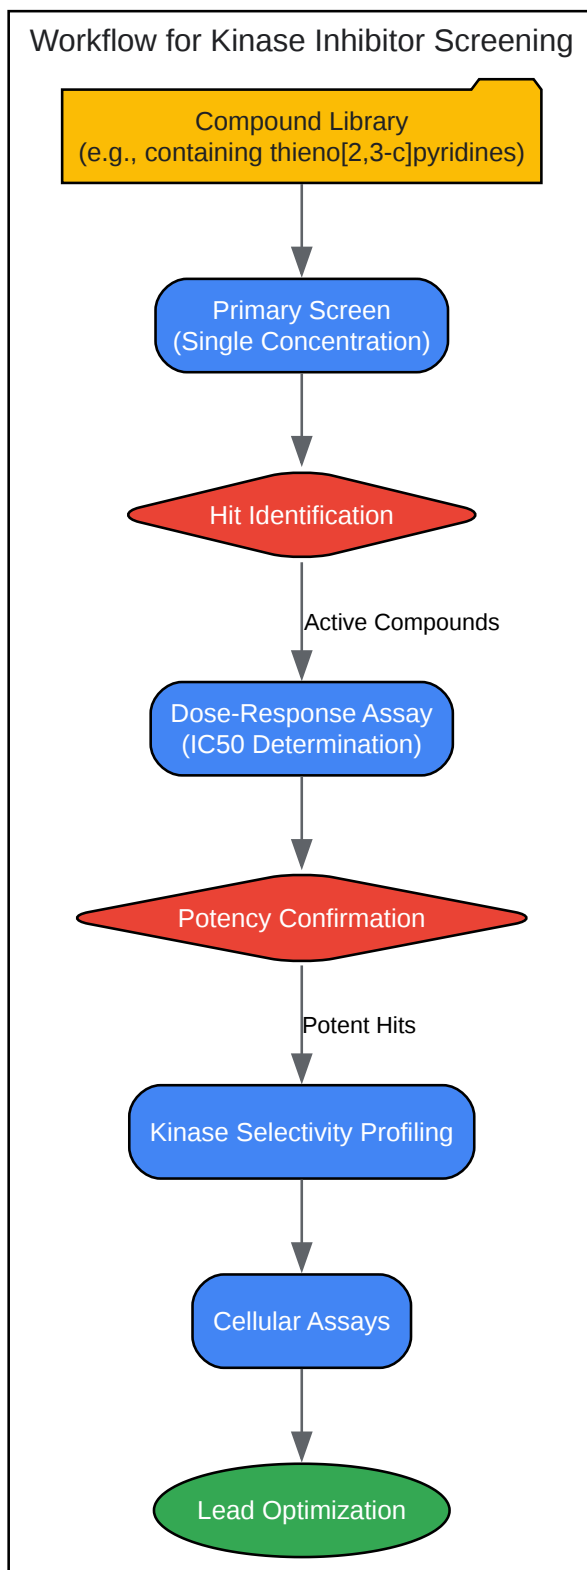 Workflow for Kinase Inhibitor Screening
Compound Library
(e.g., containing thieno[2,3-c]pyridines)
Primary Screen
(Single Concentration)
Hit Identification
Active Compounds
Dose-Response Assay
(IC50 Determination)
Potency Confirmation
Potent Hits
Kinase Selectivity Profiling
Cellular Assays
Lead Optimization